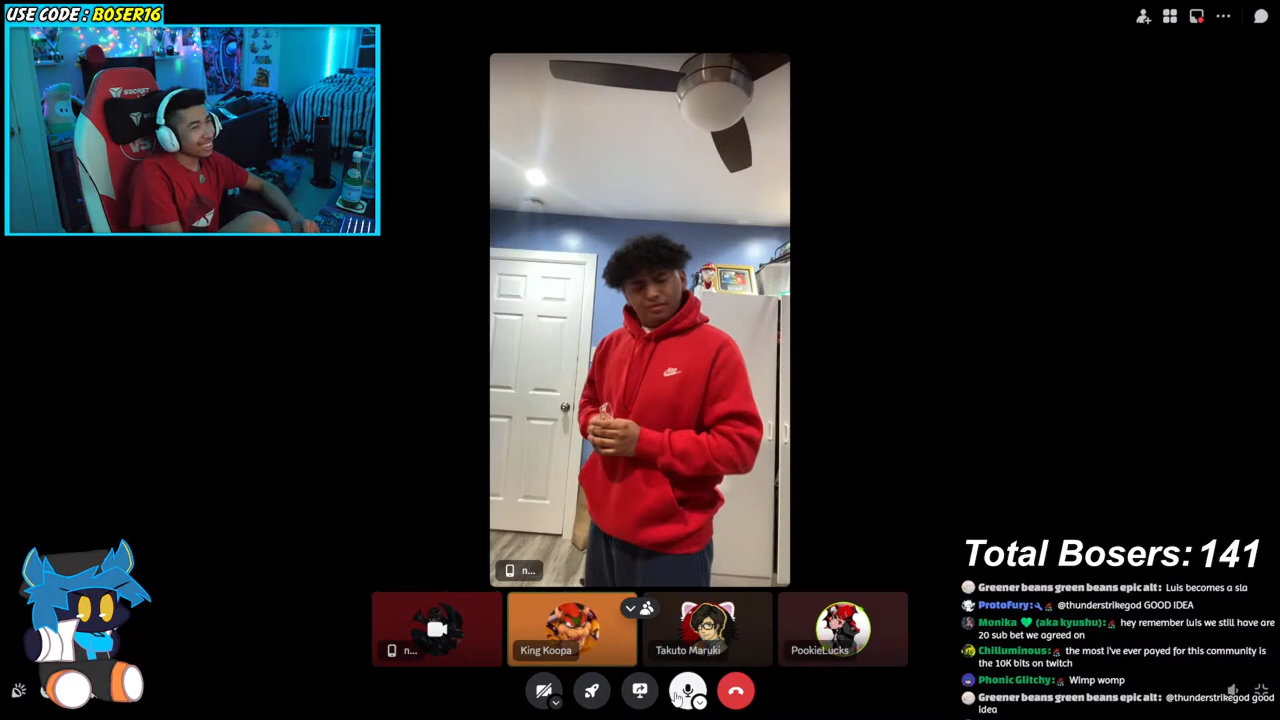 USE CODE : BOSER16
SECRET
n...
n...
King Koopa
Takuto Maruki
PookieLucks
Total Bosers: 141
Greener beans green beans epic alt: Luis becomes a sla
ProtoFury: @thunderstrikegod GOOD IDEA
Monika (aka kyushu): hey remember luis we still have are
20 sub bet we agreed on
Chilluminous: the most i've ever payed for this community is
the 10K bits on twitch
Phonic Glitchy: Wimp womp
Greener beans green beans epic alt: @thunderstrikegod good
idea